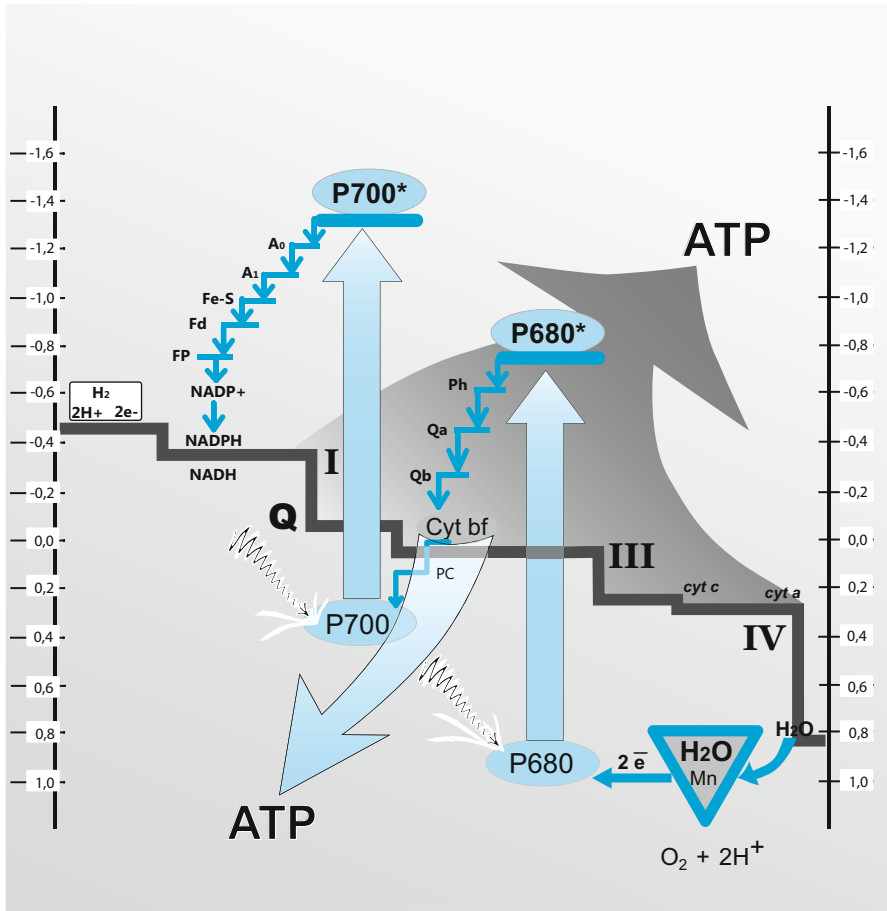 -1,6
-1,6
-1,4
P700*
-1,4
A0
ATP
-1,2
-1,2
A1
Fe-S
-1,0
-1,0
Fd
P680*
-0,8
-0,8
FP
Ph
NADP+
-0,6
-0,6
H2
2H+ 2e-
Qa
-0,4
NADPH
-0,4
I
NADH
Qb
-0,2
-0,2
Q
Cyt bf
0,0
0,0
III
PC
0,2
cyt c
cyt a
0,2
P700
0,4
IV
0,4
0,6
0,6
H2O
0,8
0,8
H2O
P680
2 e̅
Mn
1,0
1,0
ATP
O2 + 2H+